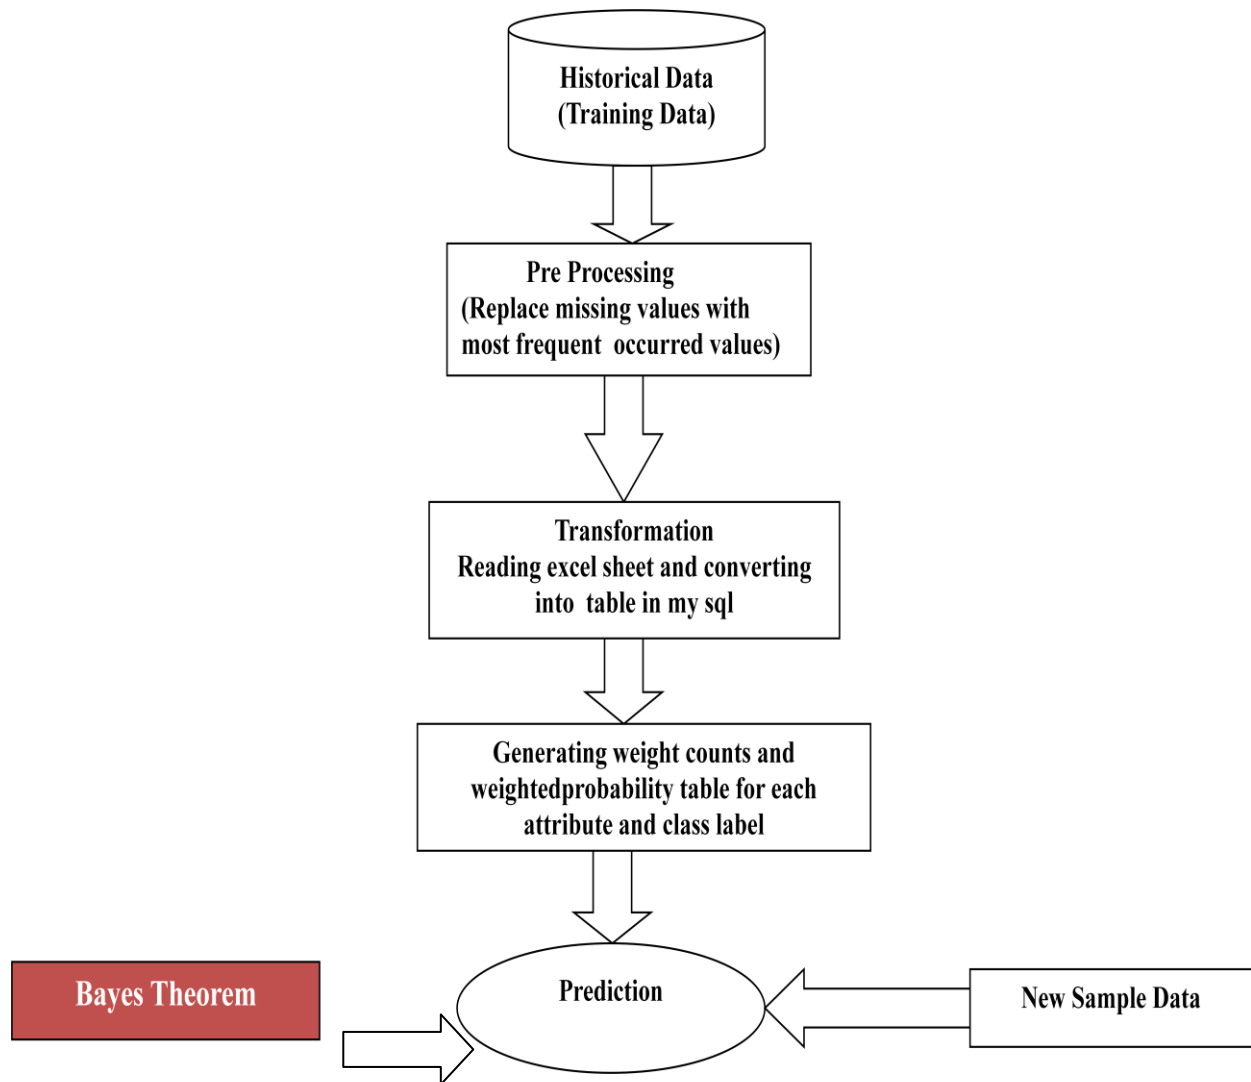 Historical Data
(Training Data)
Pre Processing
(Replace missing values with
most frequent occurred values)
Transformation
Reading excel sheet and converting
into table in my sql
Generating weight counts and
weightedprobability table for each
attribute and class label
Bayes Theorem
Prediction
New Sample Data